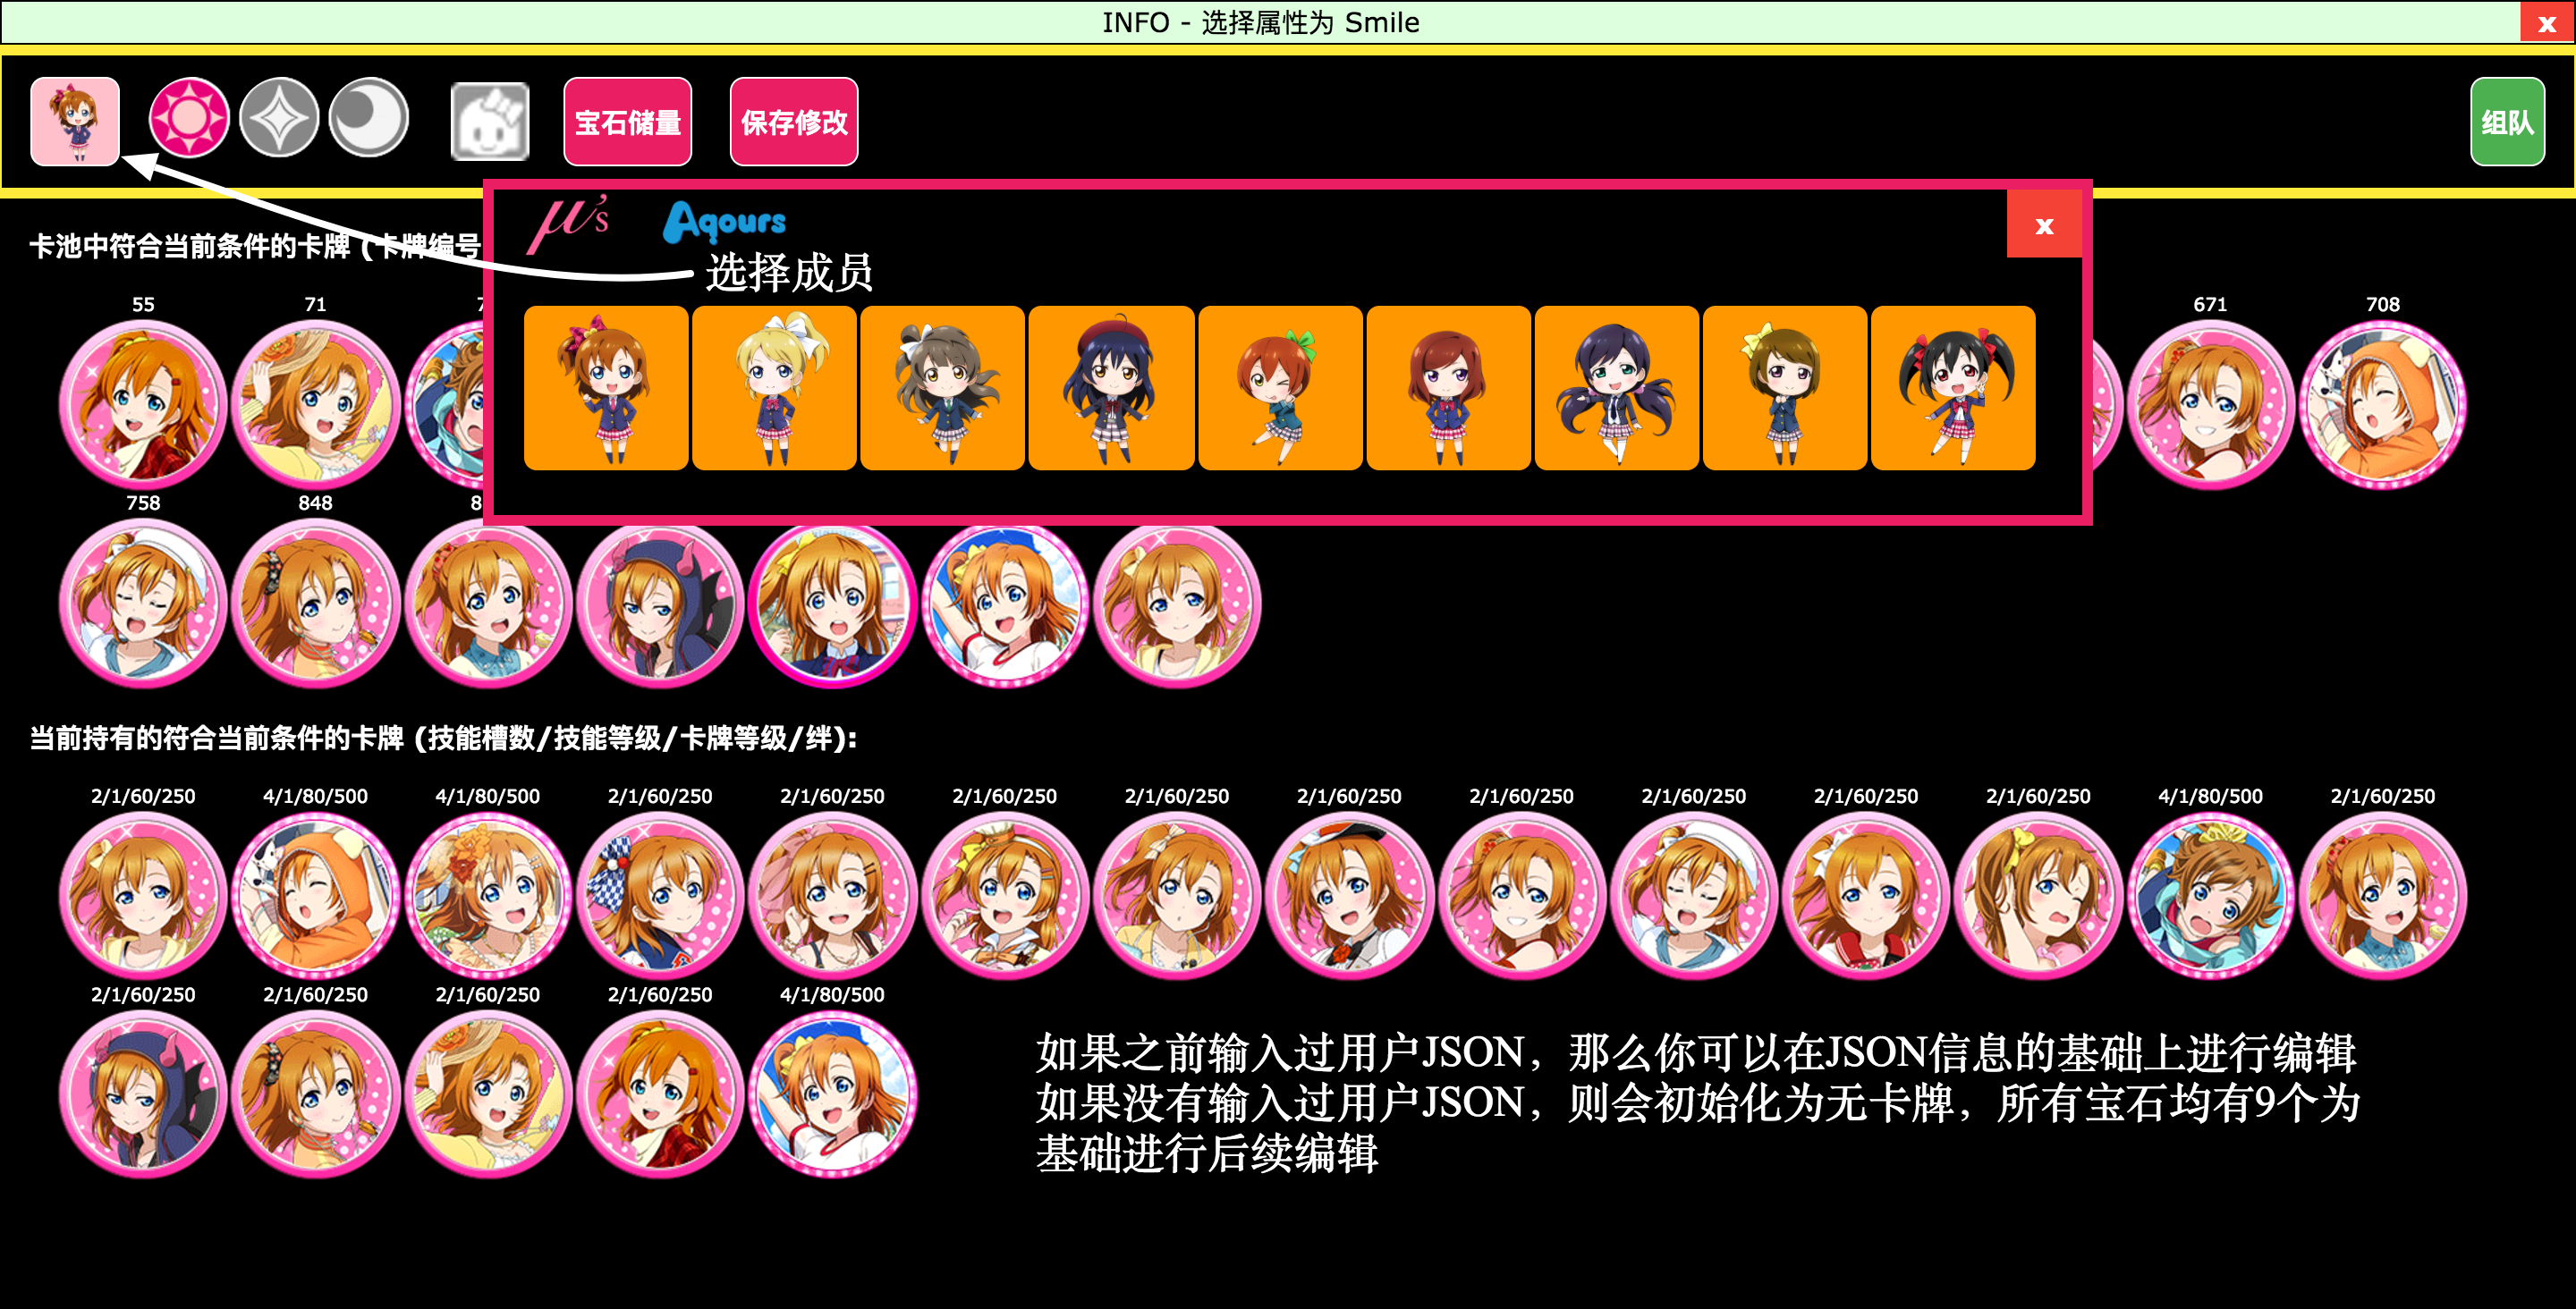 INFO - 选择属性为 Smile
x
宝石储量
保存修改
组队
μ's
Aqours
x
选择成员
卡池中符合当前条件的卡牌 (卡牌编号
55
71
671
708
758
848
当前持有的符合当前条件的卡牌 (技能槽数/技能等级/卡牌等级/绊):
2/1/60/250
4/1/80/500
4/1/80/500
2/1/60/250
2/1/60/250
2/1/60/250
2/1/60/250
2/1/60/250
2/1/60/250
2/1/60/250
2/1/60/250
2/1/60/250
4/1/80/500
2/1/60/250
2/1/60/250
2/1/60/250
2/1/60/250
2/1/60/250
4/1/80/500
如果之前输入过用户JSON，那么你可以在JSON信息的基础上进行编辑
如果没有输入过用户JSON，则会初始化为无卡牌，所有宝石均有9个为
基础进行后续编辑